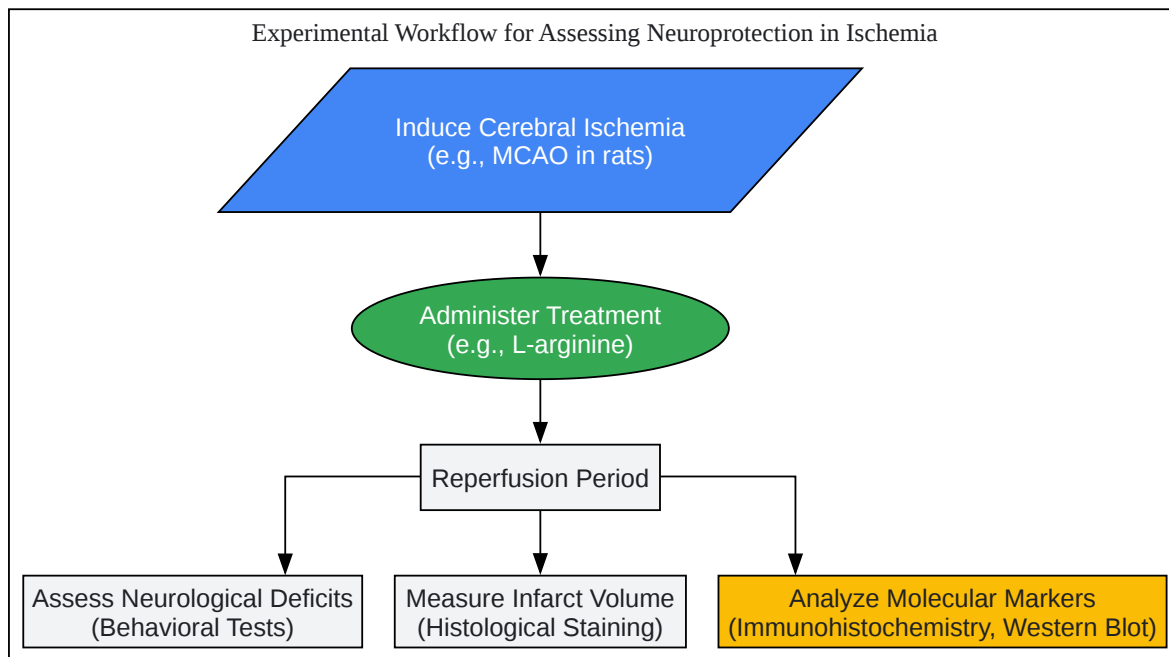 Experimental Workflow for Assessing Neuroprotection in Ischemia
Induce Cerebral Ischemia
(e.g., MCAO in rats)
Administer Treatment
(e.g., L-arginine)
Reperfusion Period
Assess Neurological Deficits
(Behavioral Tests)
Measure Infarct Volume
(Histological Staining)
Analyze Molecular Markers
(Immunohistochemistry, Western Blot)